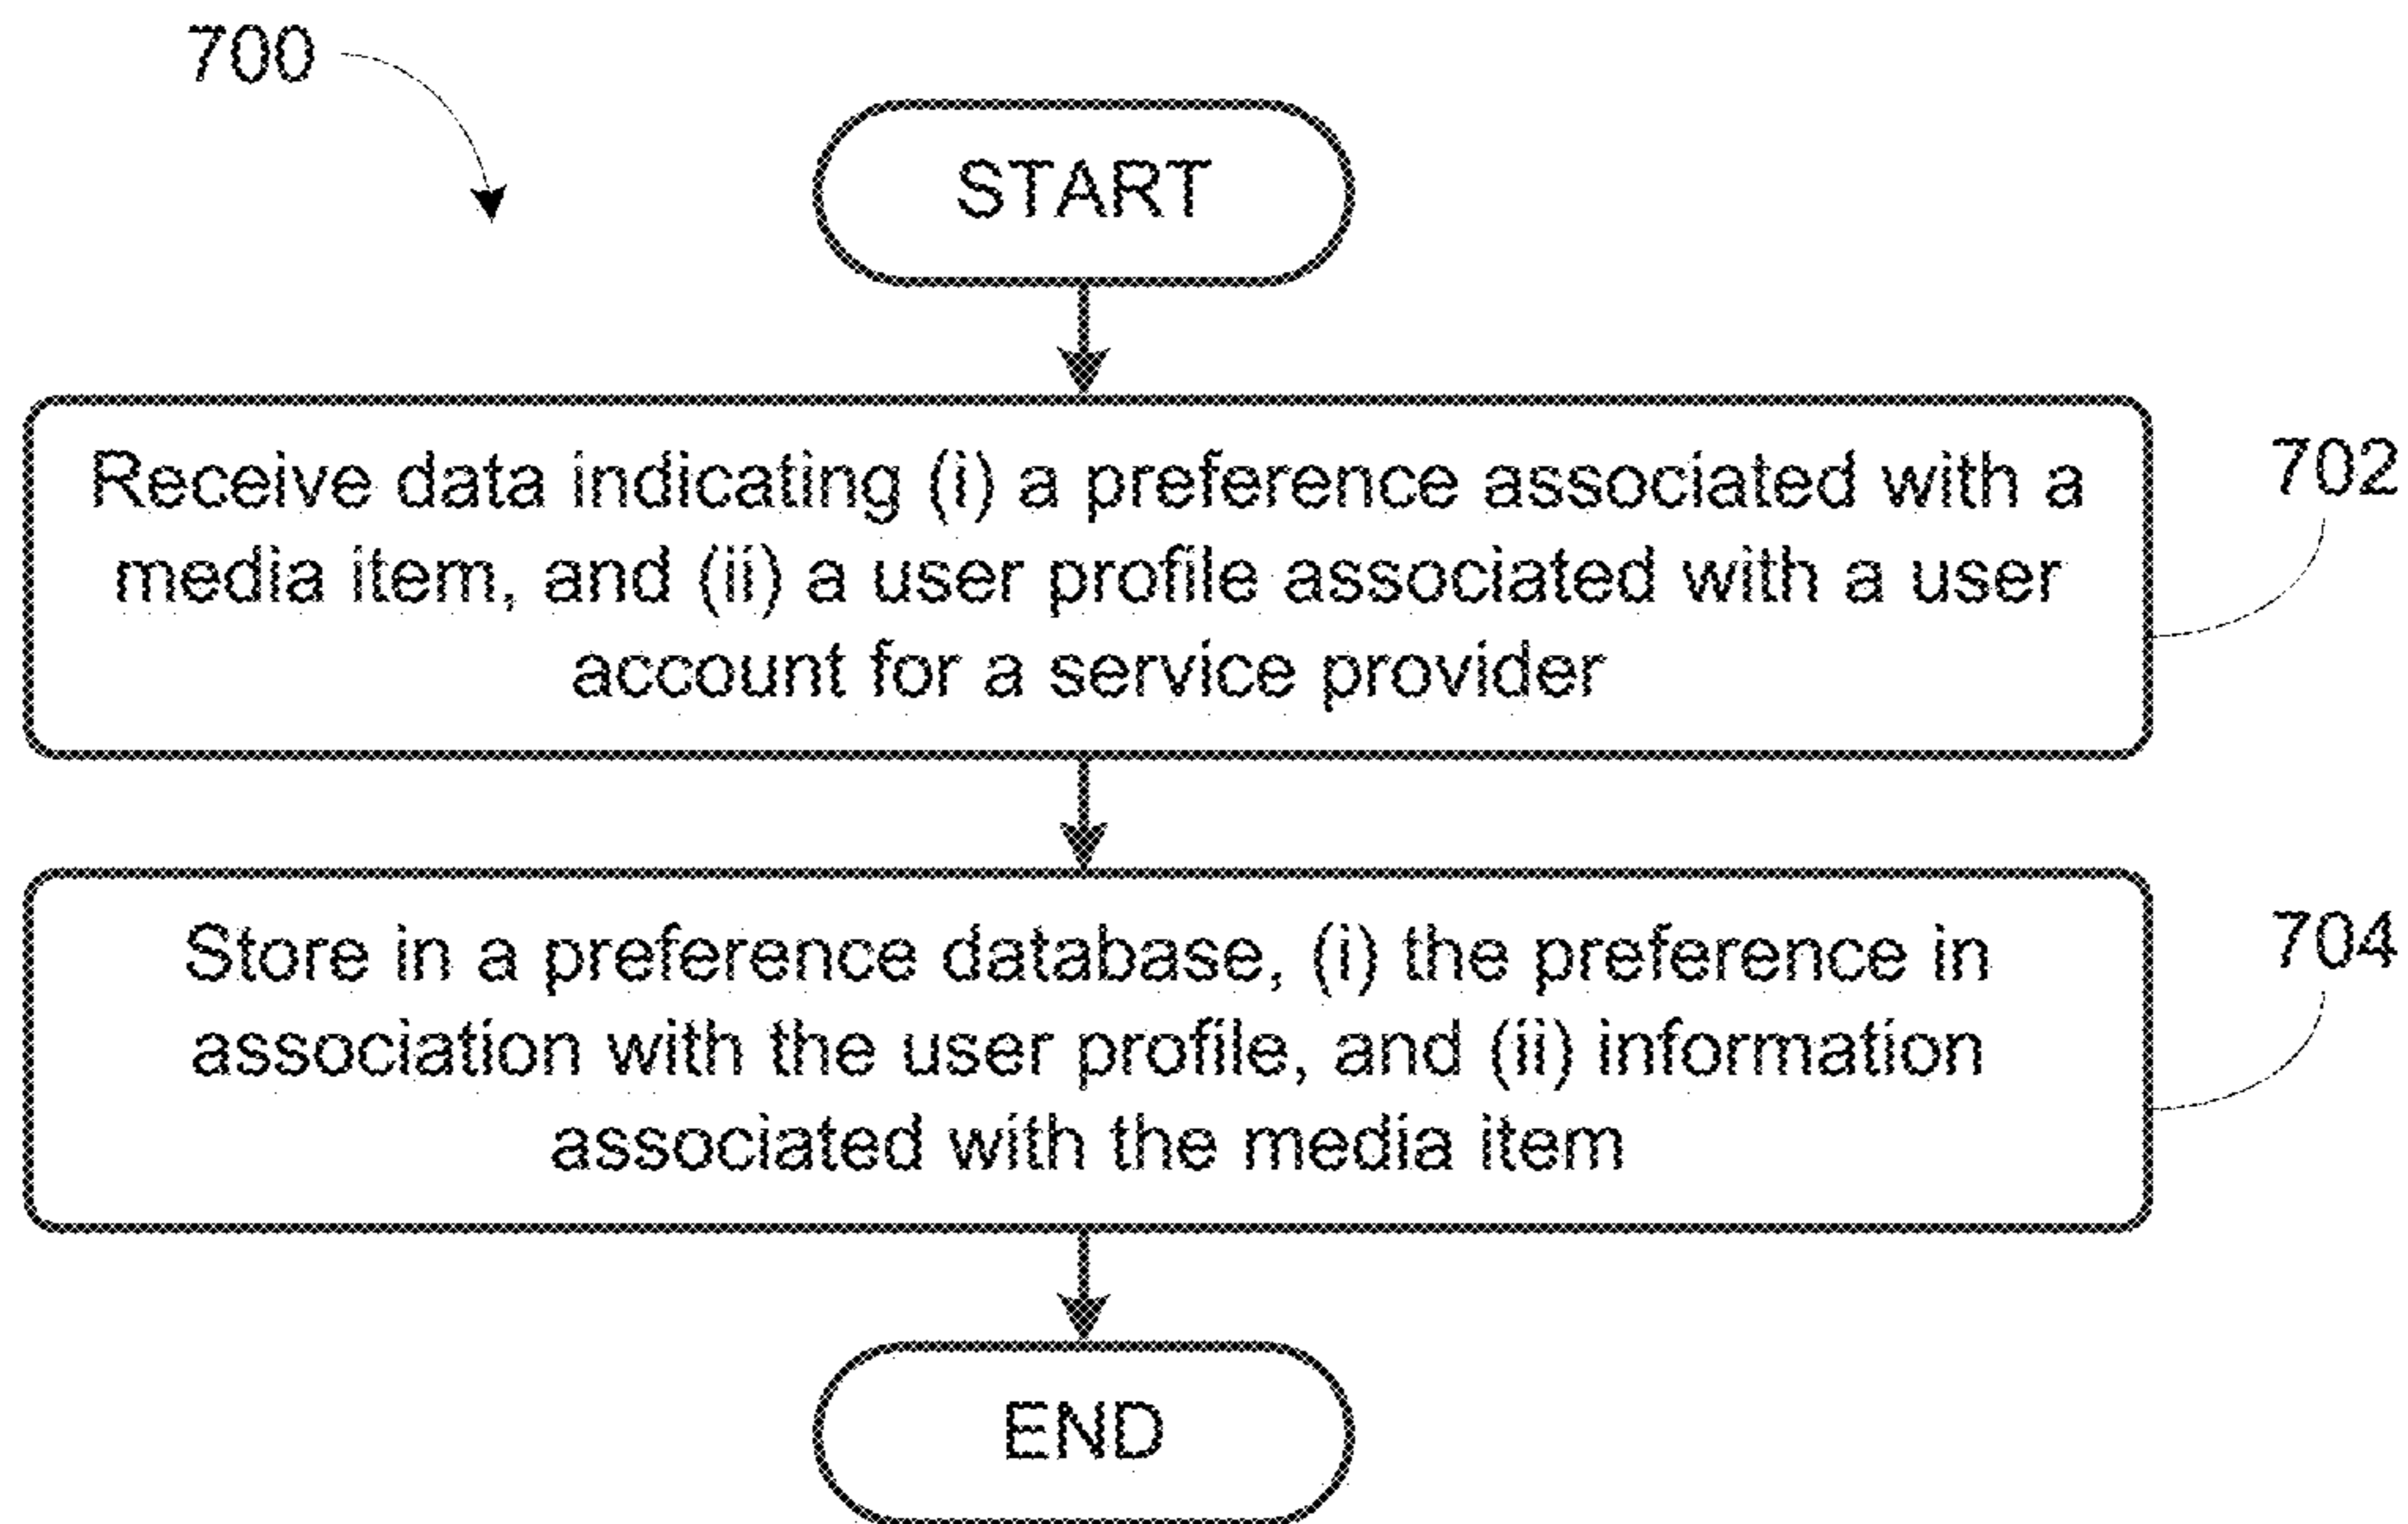 700
START
Receive data indicating (i) a preference associated with a
media item, and (ii) a user profile associated with a user
account for a service provider
702
Store in a preference database, (i) the preference in
association with the user profile, and (ii) information
associated with the media item
704
END